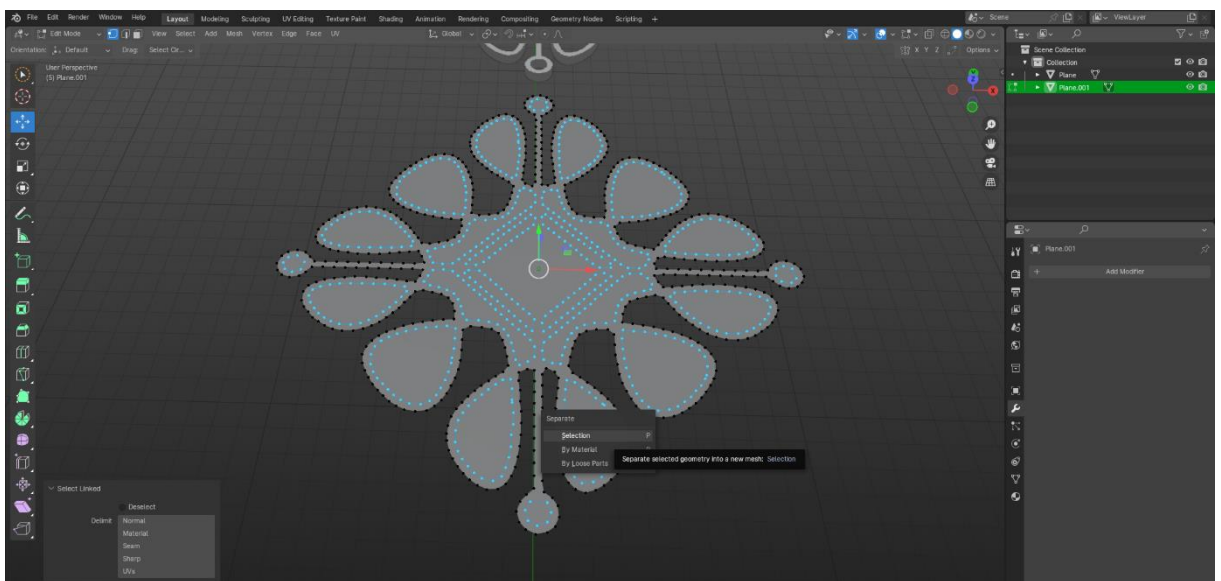 File Edit Render Window Help Layout Modeling Sculpting UV Editing Texture Paint Shading Animation Rendering Compositing Geometry Nodes Scripting + Scene ViewLayer
Edit Mode View Select Add Mesh Vertex Edge Face UV Global
Orientation: Default Drag: Select Or... X Y Z Options
User Perspective
(5) Plane.001
Scene Collection
Collection
Plane
Plane.001
Plane.001
+ Add Modifier
Separate
Selection P
By Material
By Loose Parts
Separate selected geometry into a new mesh: Selection
Select Linked
Deselect
Delimit Normal
Material
Seam
Sharp
UVs